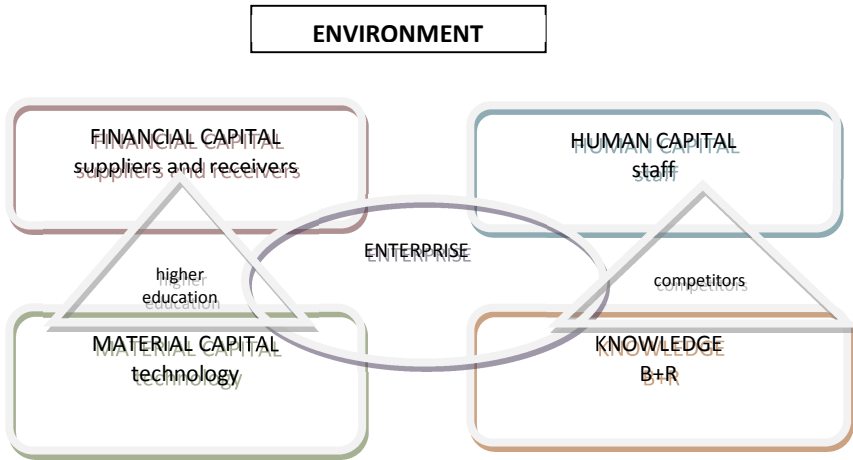 ENVIRONMENT
FINANCIAL CAPITAL
suppliers and receivers
HUMAN CAPITAL
staff
ENTERPRISE
higher
education
competitors
MATERIAL CAPITAL
technology
KNOWLEDGE
B+R